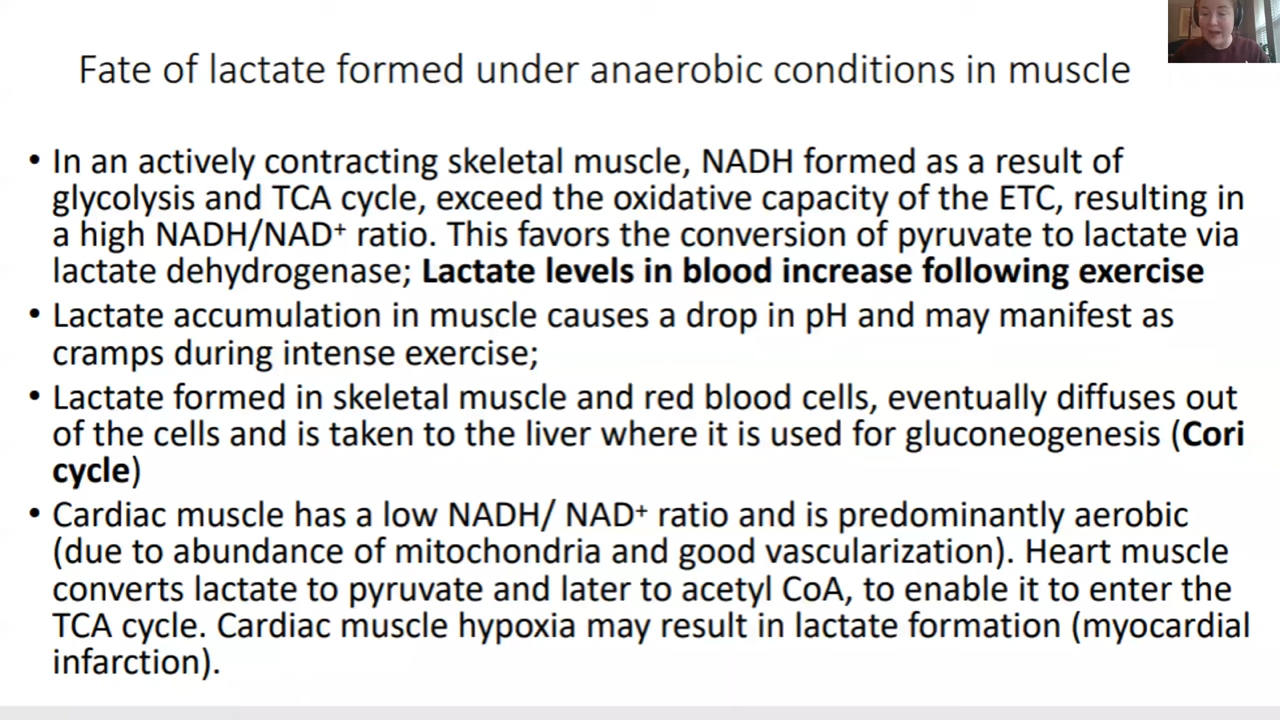 Fate of lactate formed under anaerobic conditions in muscle
• In an actively contracting skeletal muscle, NADH formed as a result of
glycolysis and TCA cycle, exceed the oxidative capacity of the ETC, resulting in
a high NADH/NAD⁺ ratio. This favors the conversion of pyruvate to lactate via
lactate dehydrogenase; Lactate levels in blood increase following exercise
• Lactate accumulation in muscle causes a drop in pH and may manifest as
cramps during intense exercise;
• Lactate formed in skeletal muscle and red blood cells, eventually diffuses out
of the cells and is taken to the liver where it is used for gluconeogenesis (Cori
cycle)
• Cardiac muscle has a low NADH/ NAD⁺ ratio and is predominantly aerobic
(due to abundance of mitochondria and good vascularization). Heart muscle
converts lactate to pyruvate and later to acetyl CoA, to enable it to enter the
TCA cycle. Cardiac muscle hypoxia may result in lactate formation (myocardial
infarction).